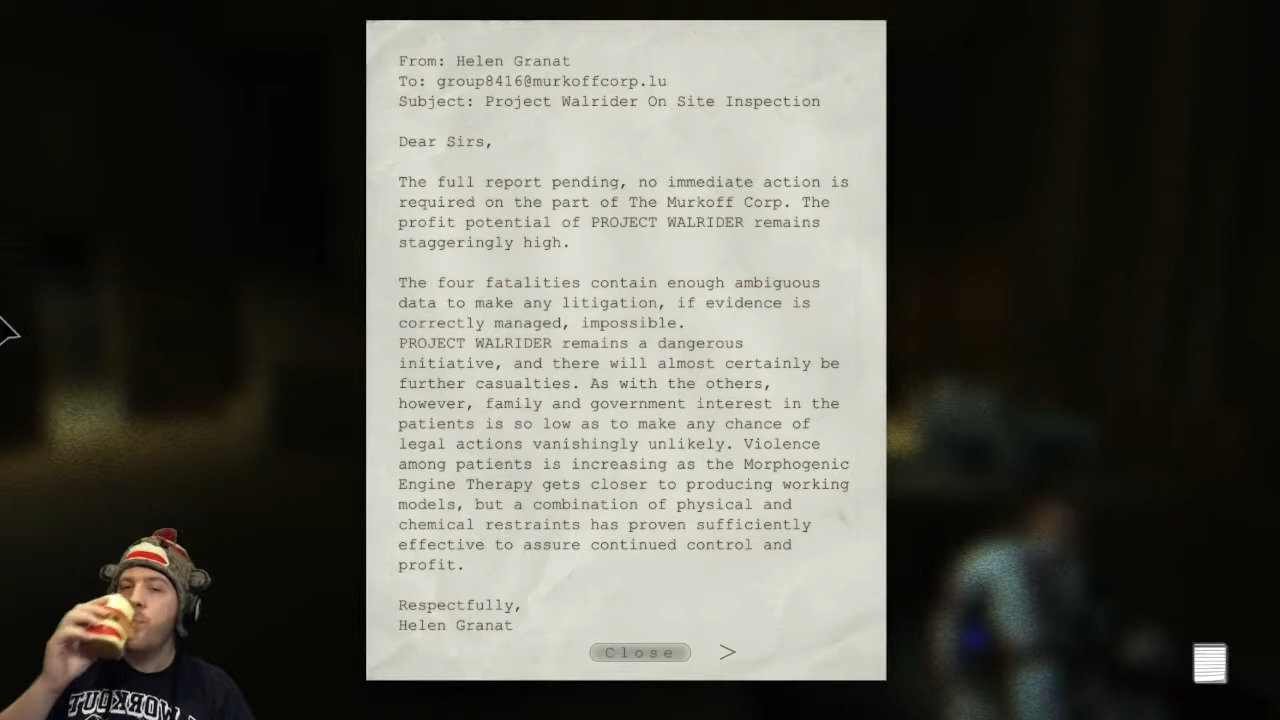 From: Helen Granat
To: group8416@murkoffcorp.lu
Subject: Project Walrider On Site Inspection
Dear Sirs,
The full report pending, no immediate action is
required on the part of The Murkoff Corp. The
profit potential of PROJECT WALRIDER remains
staggeringly high.
The four fatalities contain enough ambiguous
data to make any litigation, if evidence is
correctly managed, impossible.
PROJECT WALRIDER remains a dangerous
initiative, and there will almost certainly be
further casualties. As with the others,
however, family and government interest in the
patients is so low as to make any chance of
legal actions vanishingly unlikely. Violence
among patients is increasing as the Morphogenic
Engine Therapy gets closer to producing working
models, but a combination of physical and
chemical restraints has proven sufficiently
effective to assure continued control and
profit.
Respectfully,
Helen Granat
Close >
WORKOUT